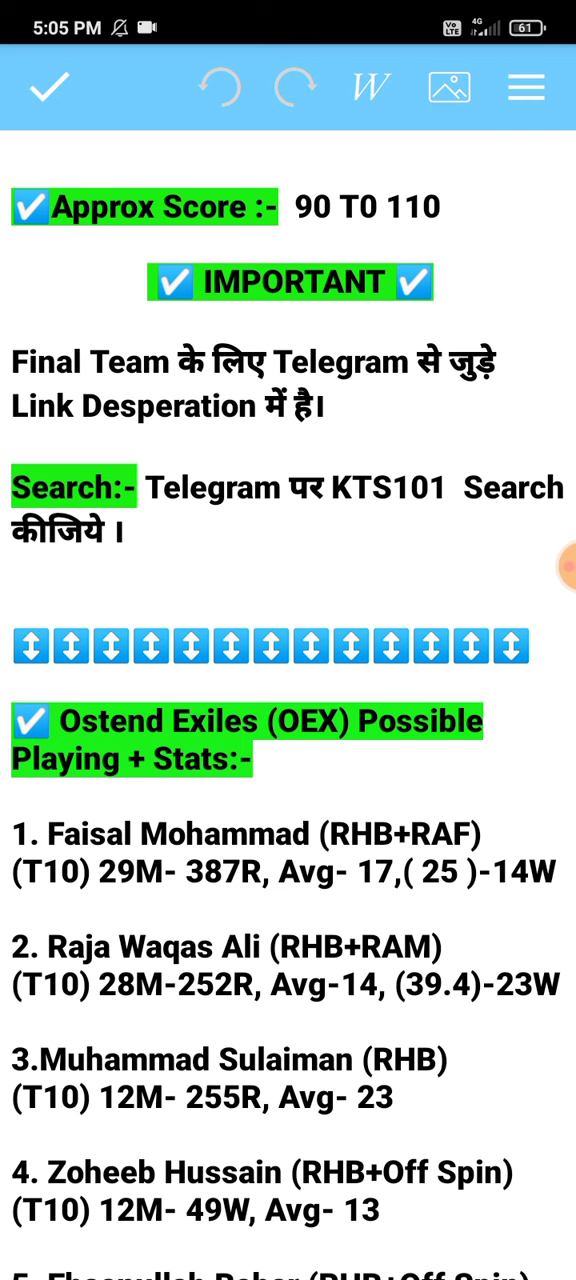 5:05 PM
Vo LTE 4G 61
W
✅Approx Score :- 90 T0 110
✅ IMPORTANT ✅
Final Team के लिए Telegram से जुड़े
Link Desperation में है।
Search:- Telegram पर KTS101 Search
कीजिये ।
↕️↕️↕️↕️↕️↕️↕️↕️↕️↕️↕️↕️↕️
✅ Ostend Exiles (OEX) Possible
Playing + Stats:-
1. Faisal Mohammad (RHB+RAF)
(T10) 29M- 387R, Avg- 17,( 25 )-14W
2. Raja Waqas Ali (RHB+RAM)
(T10) 28M-252R, Avg-14, (39.4)-23W
3.Muhammad Sulaiman (RHB)
(T10) 12M- 255R, Avg- 23
4. Zoheeb Hussain (RHB+Off Spin)
(T10) 12M- 49W, Avg- 13